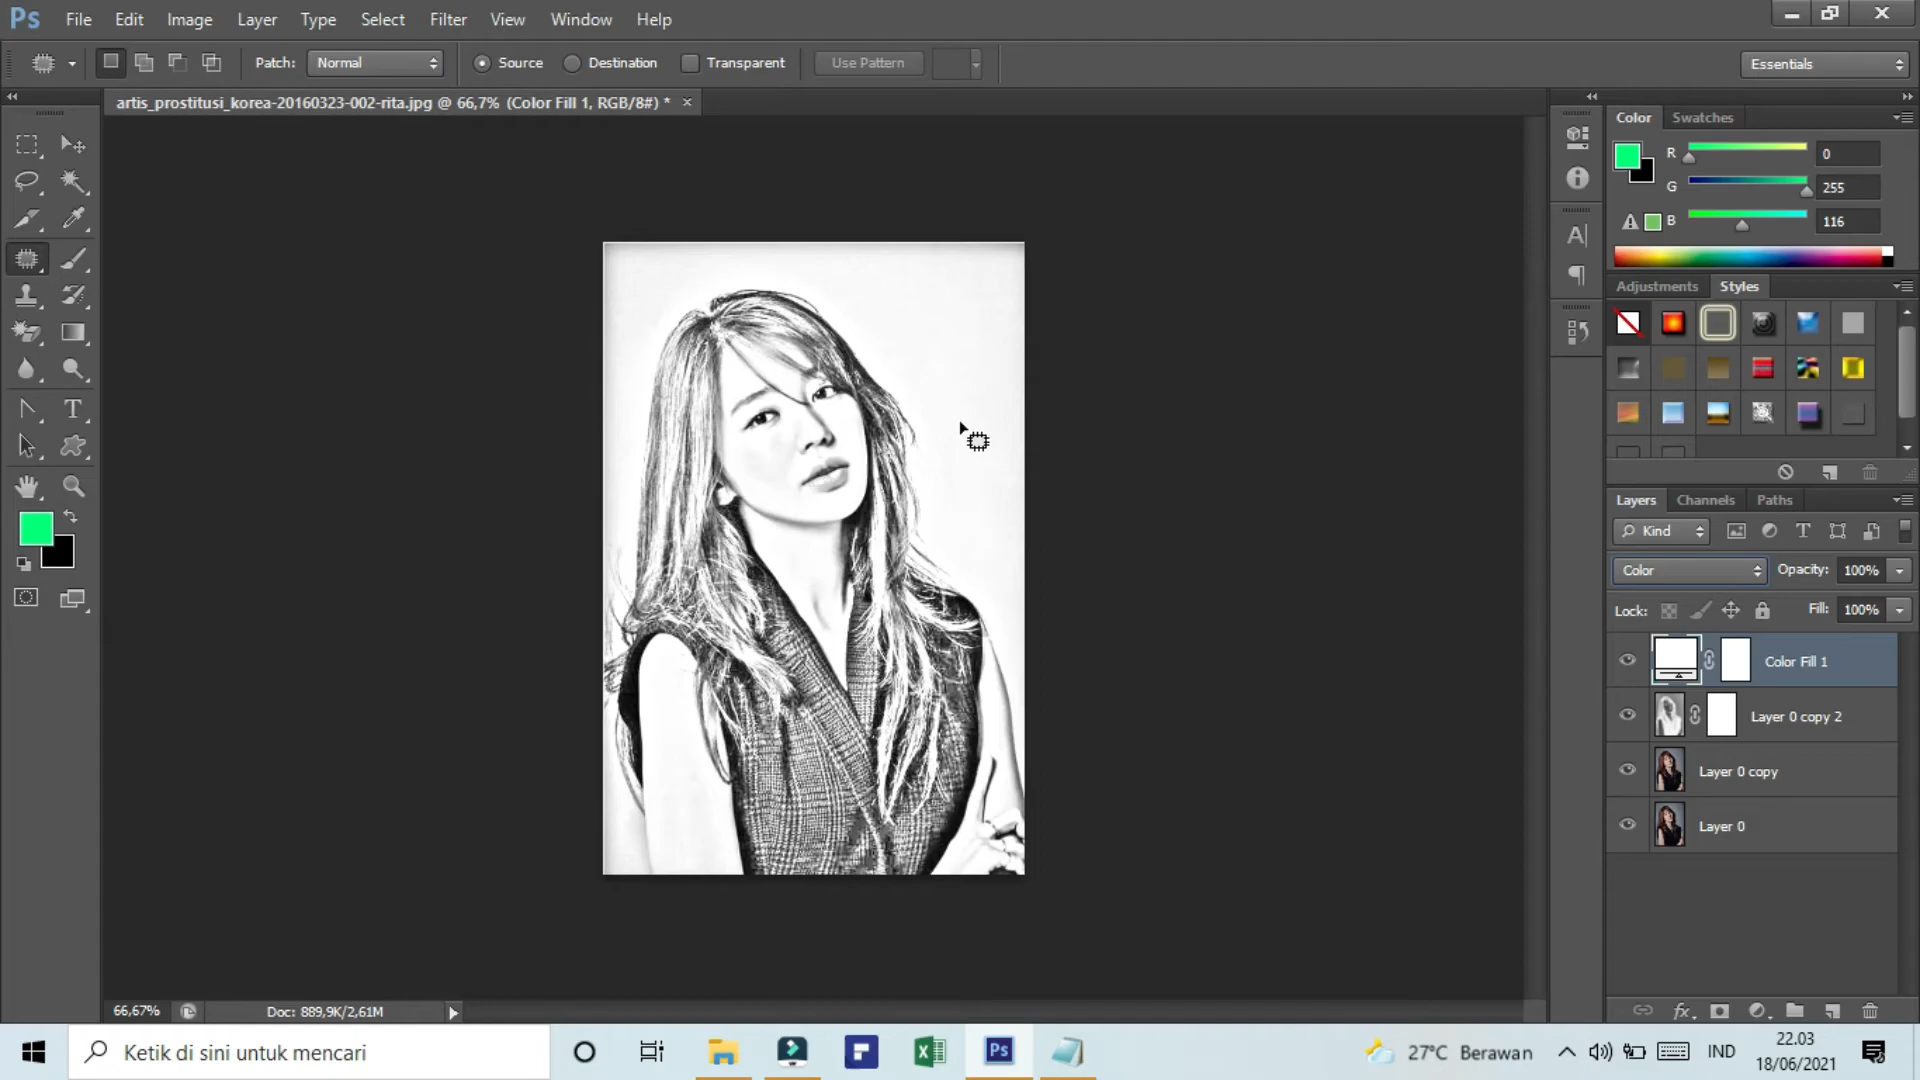 Ps File Edit Image Layer Type Select Filter View Window Help
Patch: Normal Source Destination Transparent Use Pattern Essentials
artis_prostitusi_korea-20160323-002-rita.jpg @ 66,7% (Color Fill 1, RGB/8#) *
Color Swatches
R 0
G 255
B 116
Adjustments Styles
Layers Channels Paths
Kind
Color Opacity: 100%
Lock: Fill: 100%
Color Fill 1
Layer 0 copy 2
Layer 0 copy
Layer 0
66,67% Doc: 889,9K/2,61M
Ketik di sini untuk mencari
27°C Berawan
IND
22.03
18/06/2021